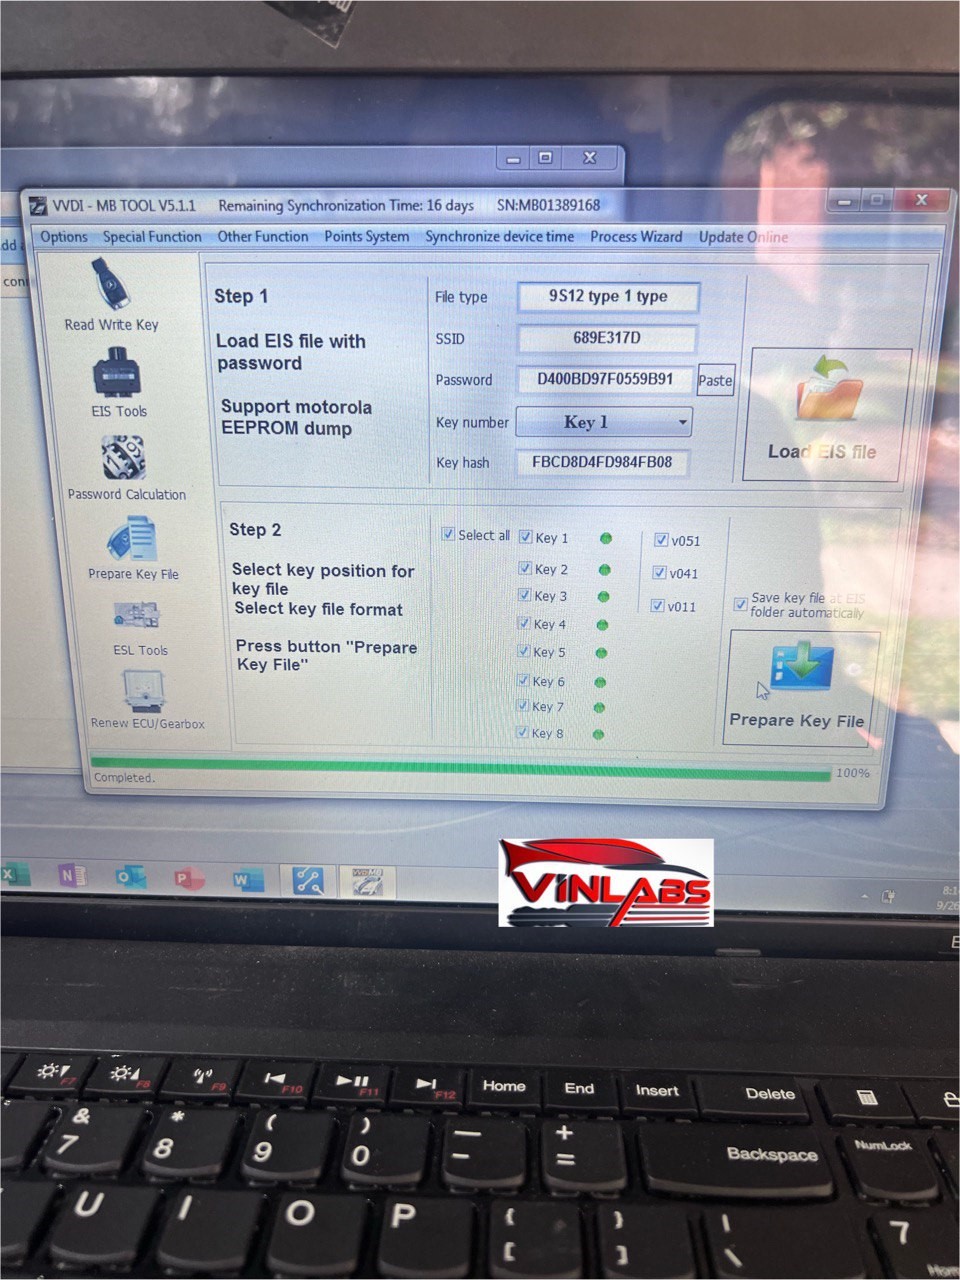 VVDI - MB TOOL V5.1.1 Remaining Synchronization Time: 16 days SN:MB01389168
Options Special Function Other Function Points System Synchronize device time Process Wizard Update Online
Read Write Key
EIS Tools
Password Calculation
Prepare Key File
ESL Tools
Renew ECU/Gearbox
Step 1
Load EIS file with
password
Support motorola
EEPROM dump
File type 9S12 type 1 type
SSID 689E317D
Password D400BD97F0559B91 Paste
Key number Key 1
Key hash FBCD8D4FD984FB08
Load EIS file
Step 2
Select key position for
key file
Select key file format
Press button "Prepare
Key File"
Select all Key 1 v051
Key 2 v041
Key 3 v011
Key 4
Key 5
Key 6
Key 7
Key 8
Save key file at EIS
folder automatically
Prepare Key File
100%
Completed.
ViNLABS
F7 F8 F9 F10 F11 F12 Home End Insert Delete
& * ( ) — +
7 8 9 0 - = Backspace NumLock
U I O P { [ } ] | \ 7